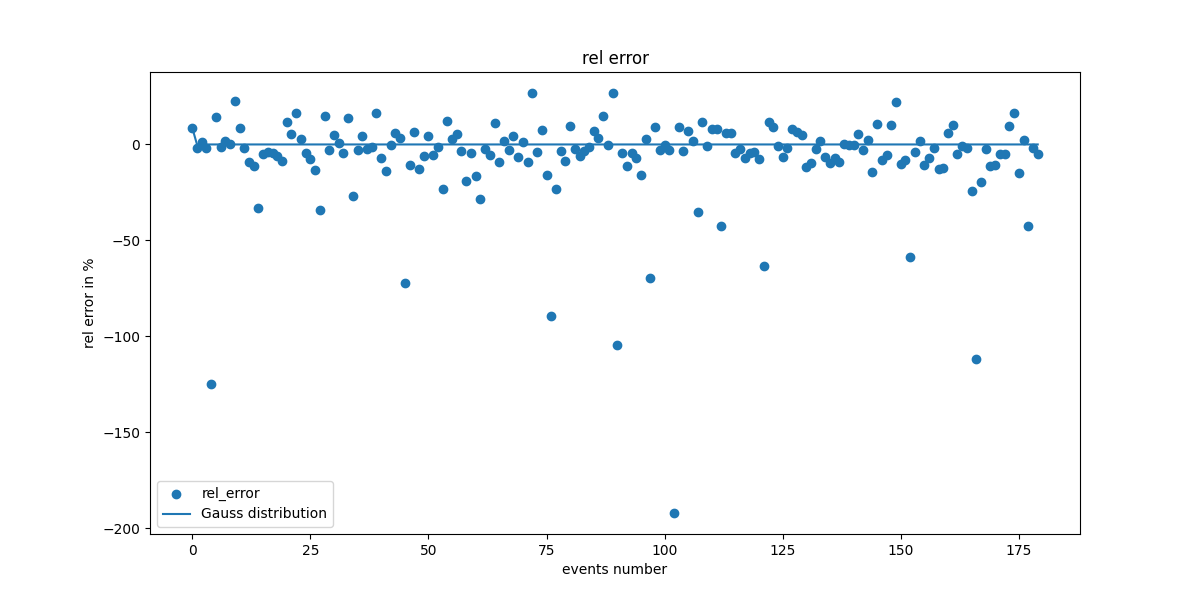 rel error
rel error in %
0
−50
−100
−150
−200
rel_error
Gauss distribution
0 25 50 75 100 125 150 175
events number